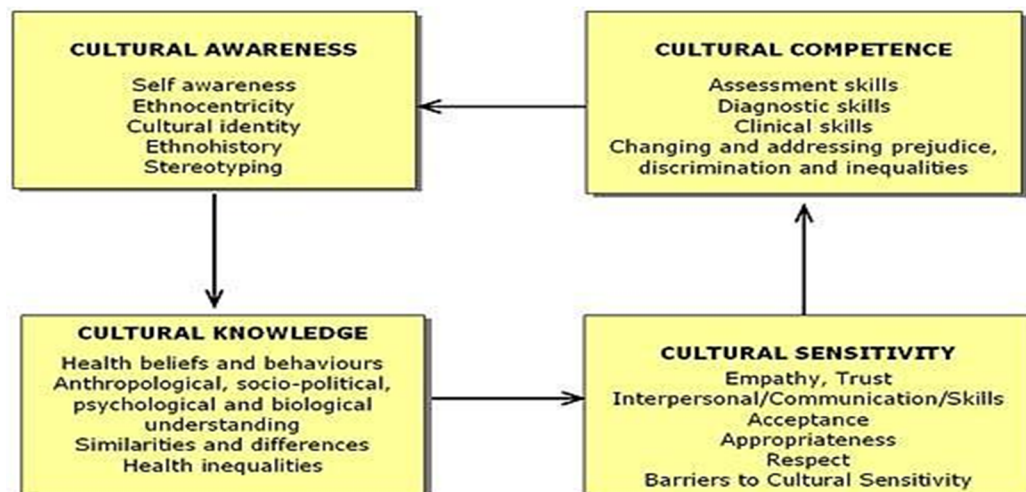 CULTURAL AWARENESS
Self awareness
Ethnocentricity
Cultural identity
Ethnohistory
Stereotyping
CULTURAL COMPETENCE
Assessment skills
Diagnostic skills
Clinical skills
Changing and addressing prejudice,
discrimination and inequalities
CULTURAL KNOWLEDGE
Health beliefs and behaviours
Anthropological, socio-political,
psychological and biological
understanding
Similarities and differences
Health inequalities
CULTURAL SENSITIVITY
Empathy, Trust
Interpersonal/Communication/Skills
Acceptance
Appropriateness
Respect
Barriers to Cultural Sensitivity